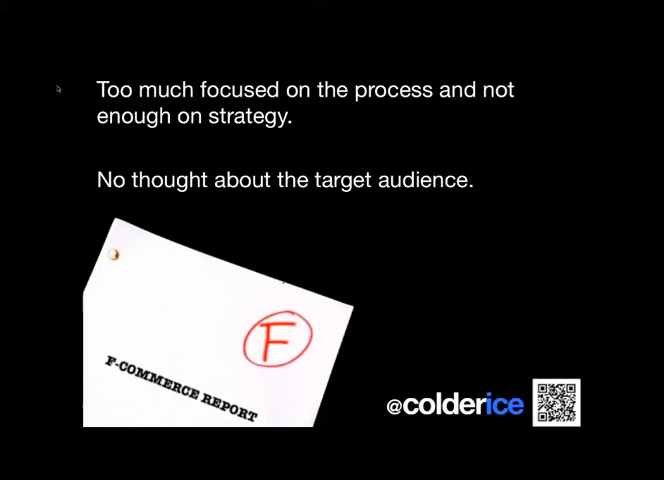 Too much focused on the process and not
enough on strategy.
No thought about the target audience.
F
F-COMMERCE REPORT
@colderice